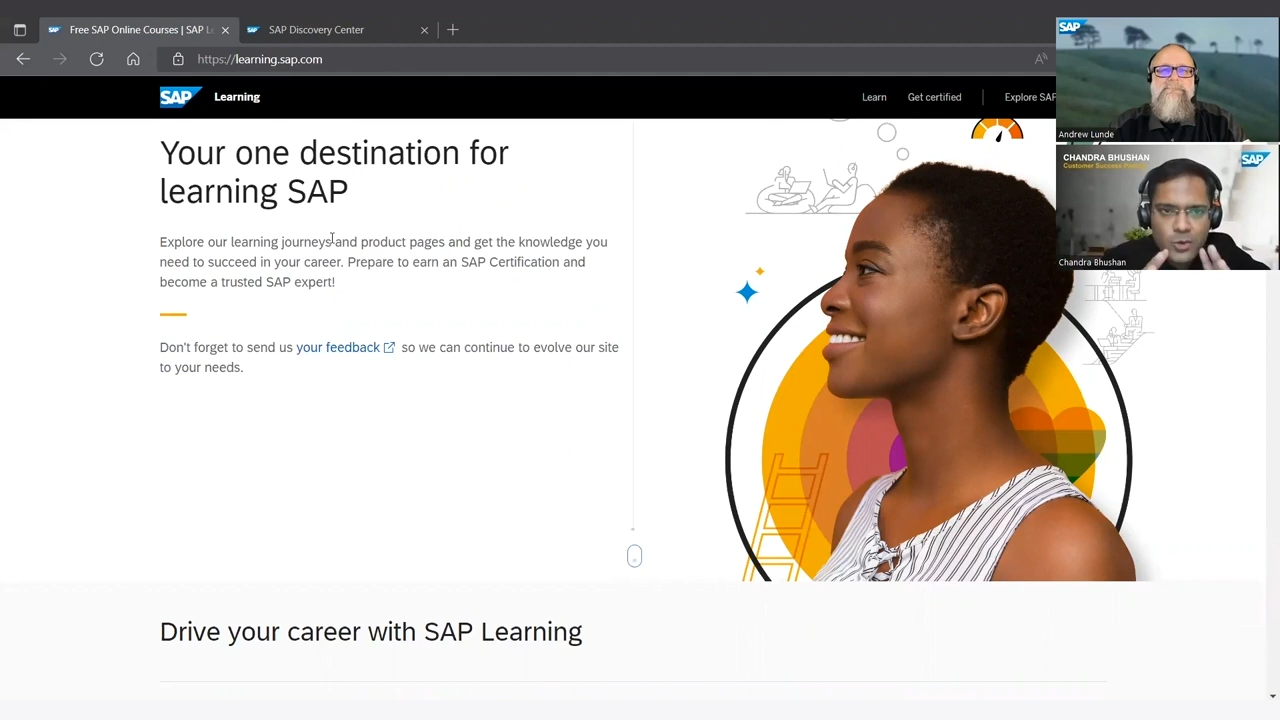 Free SAP Online Courses | SAP L
SAP Discovery Center
https://learning.sap.com
SAP Learning
Learn
Get certified
Explore SAP
Your one destination for
learning SAP
Explore our learning journeys and product pages and get the knowledge you
need to succeed in your career. Prepare to earn an SAP Certification and
become a trusted SAP expert!
Don't forget to send us your feedback so we can continue to evolve our site
to your needs.
Drive your career with SAP Learning
SAP
Andrew Lunde
CHANDRA BHUSHAN
Customer Success
SAP
Chandra Bhushan